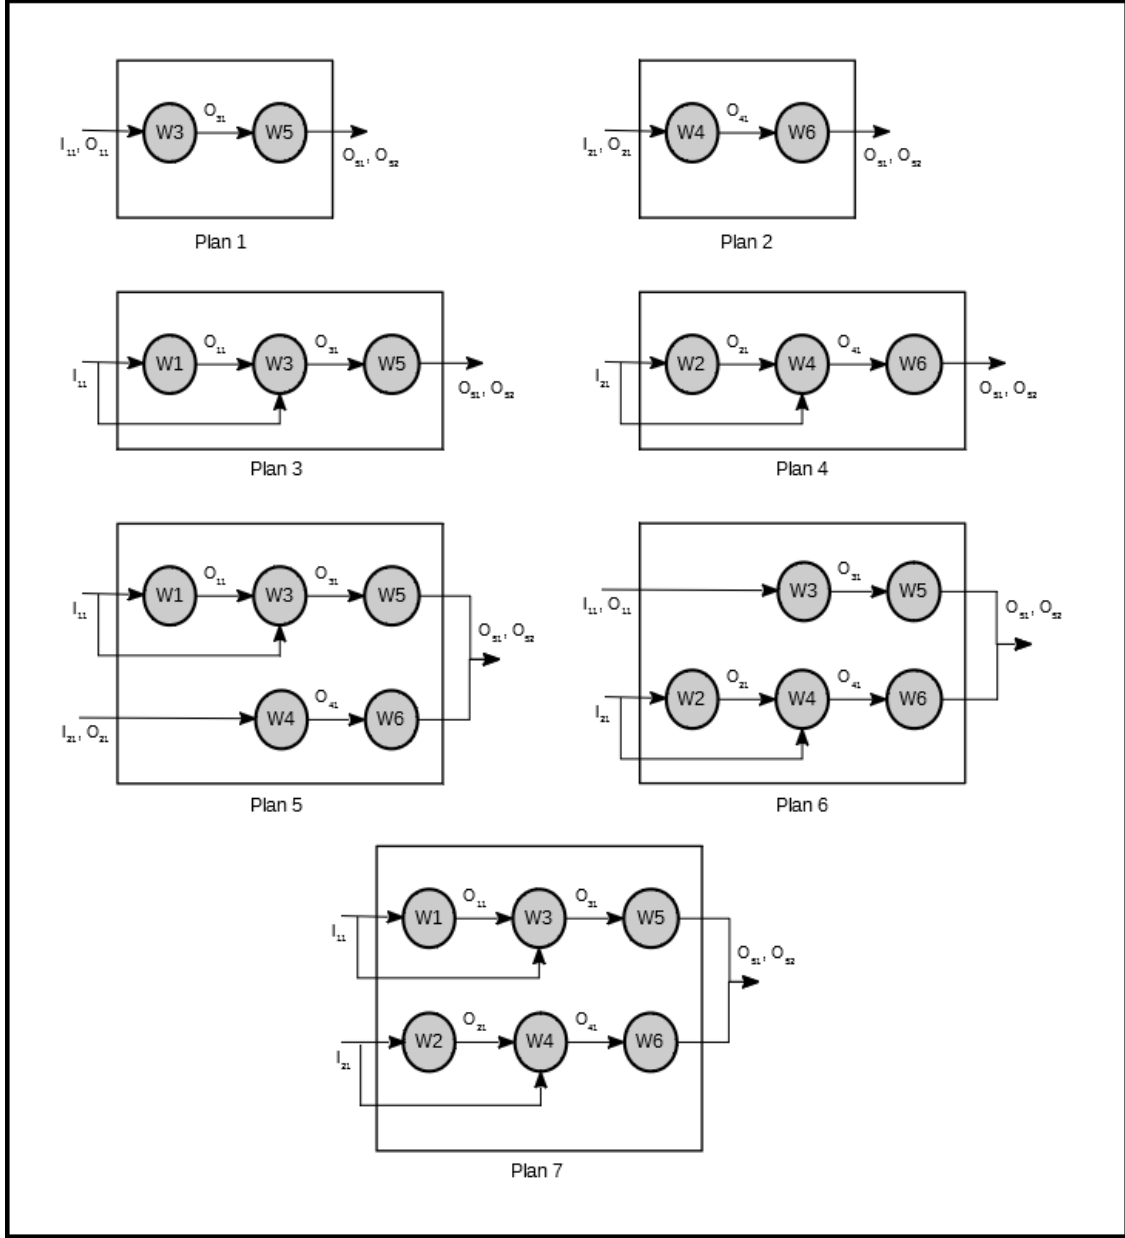 O₃₁
W3 W5
I₁₁, O₁₁
O₅₁, O₅₂
Plan 1
O₄₁
W4 W6
I₂₁, O₂₁
O₅₁, O₅₂
Plan 2
O₁₁ O₃₁
W1 W3 W5
I₁₁
O₅₁, O₅₂
Plan 3
O₂₁ O₄₁
W2 W4 W6
I₂₁
O₅₁, O₅₂
Plan 4
O₁₁ O₃₁
W1 W3 W5
I₁₁
O₅₁, O₅₂
O₄₁
W4 W6
I₂₁, O₂₁
Plan 5
O₃₁
W3 W5
I₁₁, O₁₁
O₅₁, O₅₂
O₂₁ O₄₁
W2 W4 W6
I₂₁
Plan 6
O₁₁ O₃₁
W1 W3 W5
I₁₁
O₅₁, O₅₂
O₂₁ O₄₁
W2 W4 W6
I₂₁
Plan 7